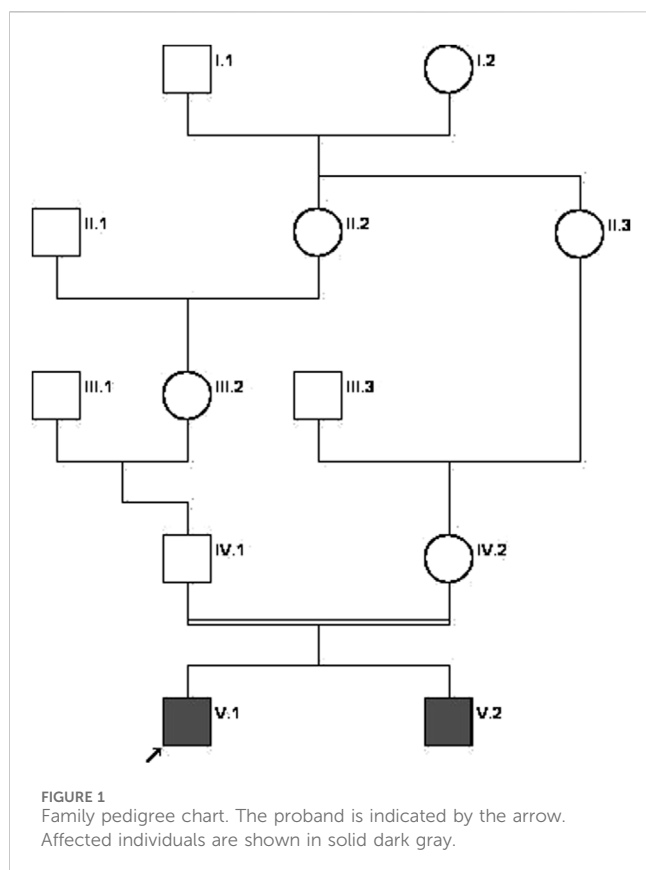 I.1 I.2
II.1 II.2 II.3
III.1 III.2 III.3
IV.1 IV.2
V.1 V.2
FIGURE 1
Family pedigree chart. The proband is indicated by the arrow.
Affected individuals are shown in solid dark gray.